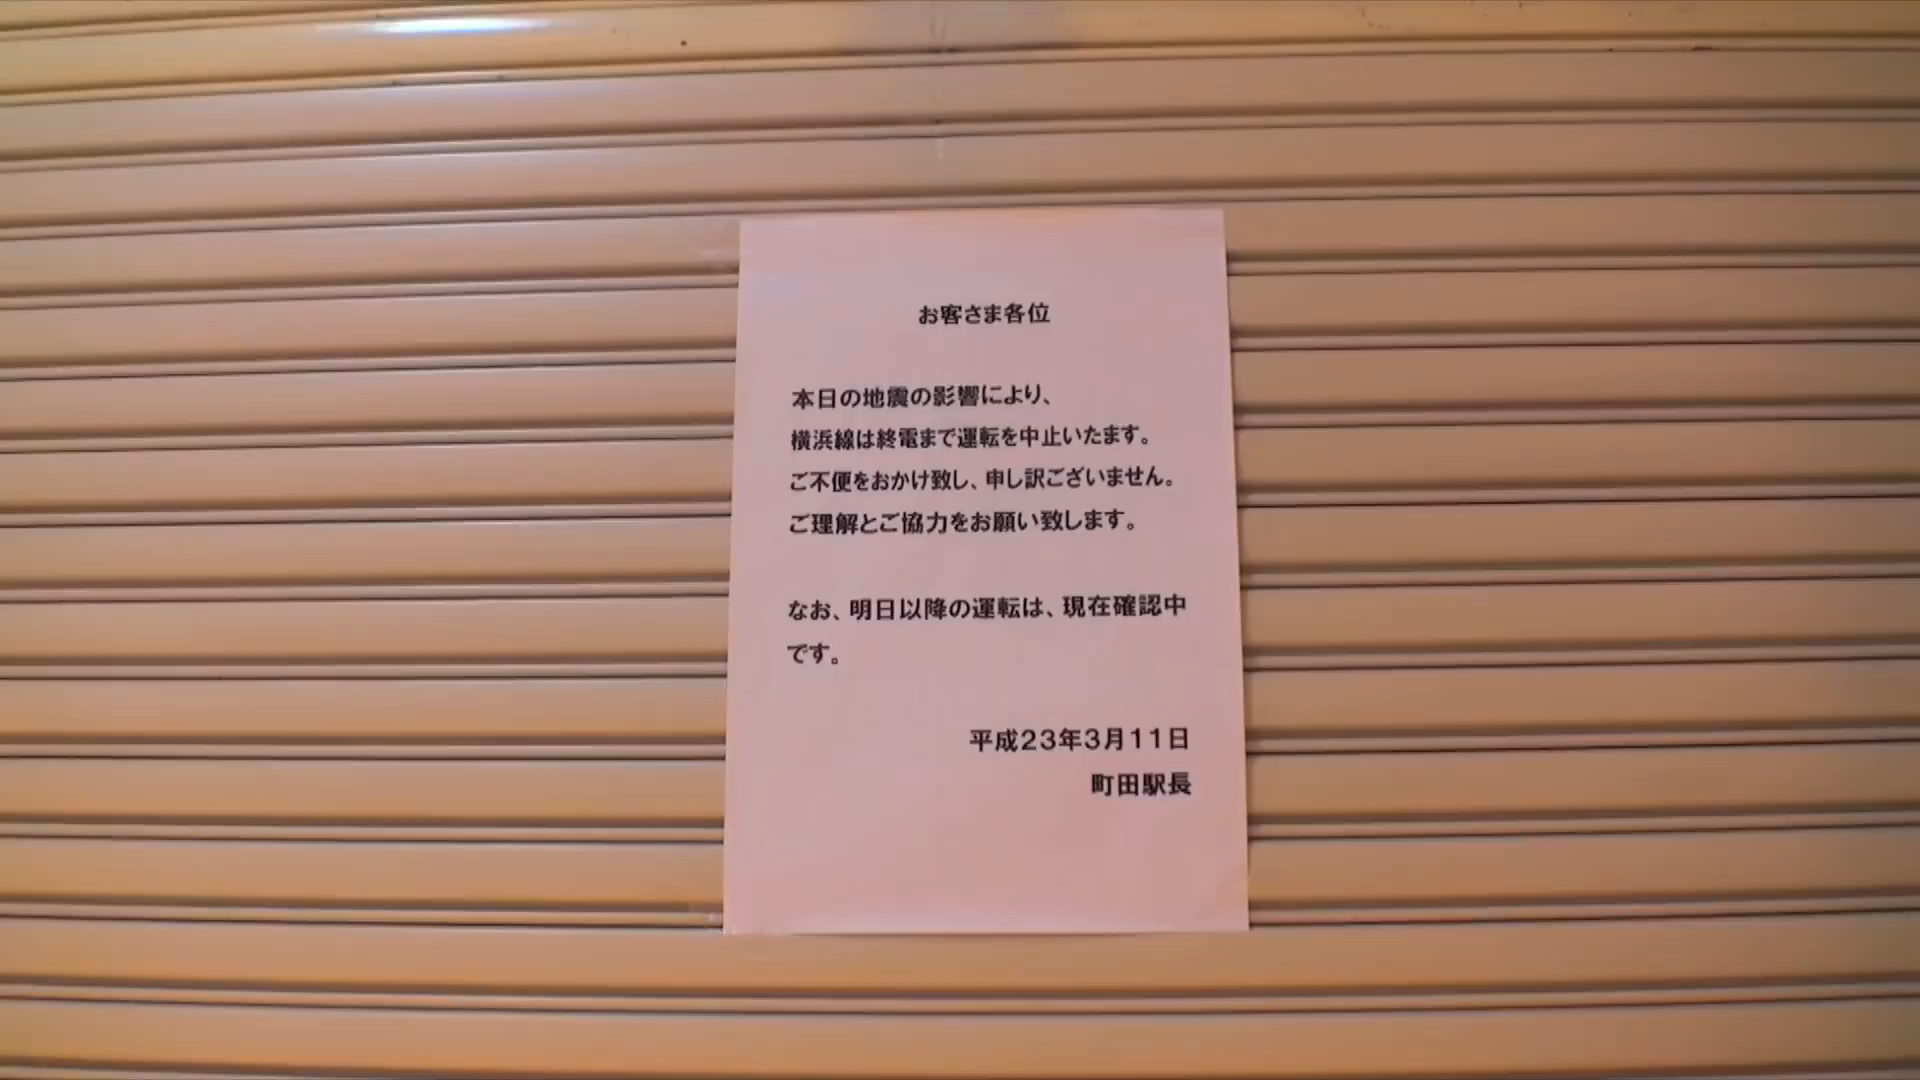 お客さま各位
本日の地震の影響により、
横浜線は終電まで運転を中止いたます。
ご不便をおかけ致し、申し訳ございません。
ご理解とご協力をお願い致します。
なお、明日以降の運転は、現在確認中
です。
平成23年3月11日
町田駅長